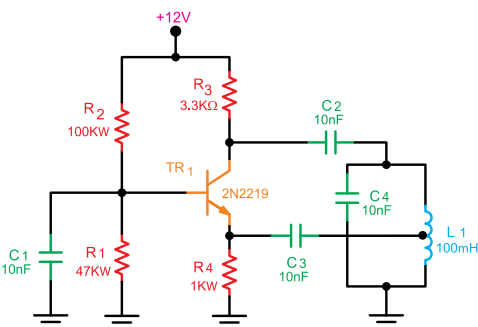 +12V
R3
3.3KΩ
C2
10nF
R2
100KW
TR1
2N2219
C4
10nF
L1
100mH
C1
10nF
R1
47KW
R4
1KW
C3
10nF